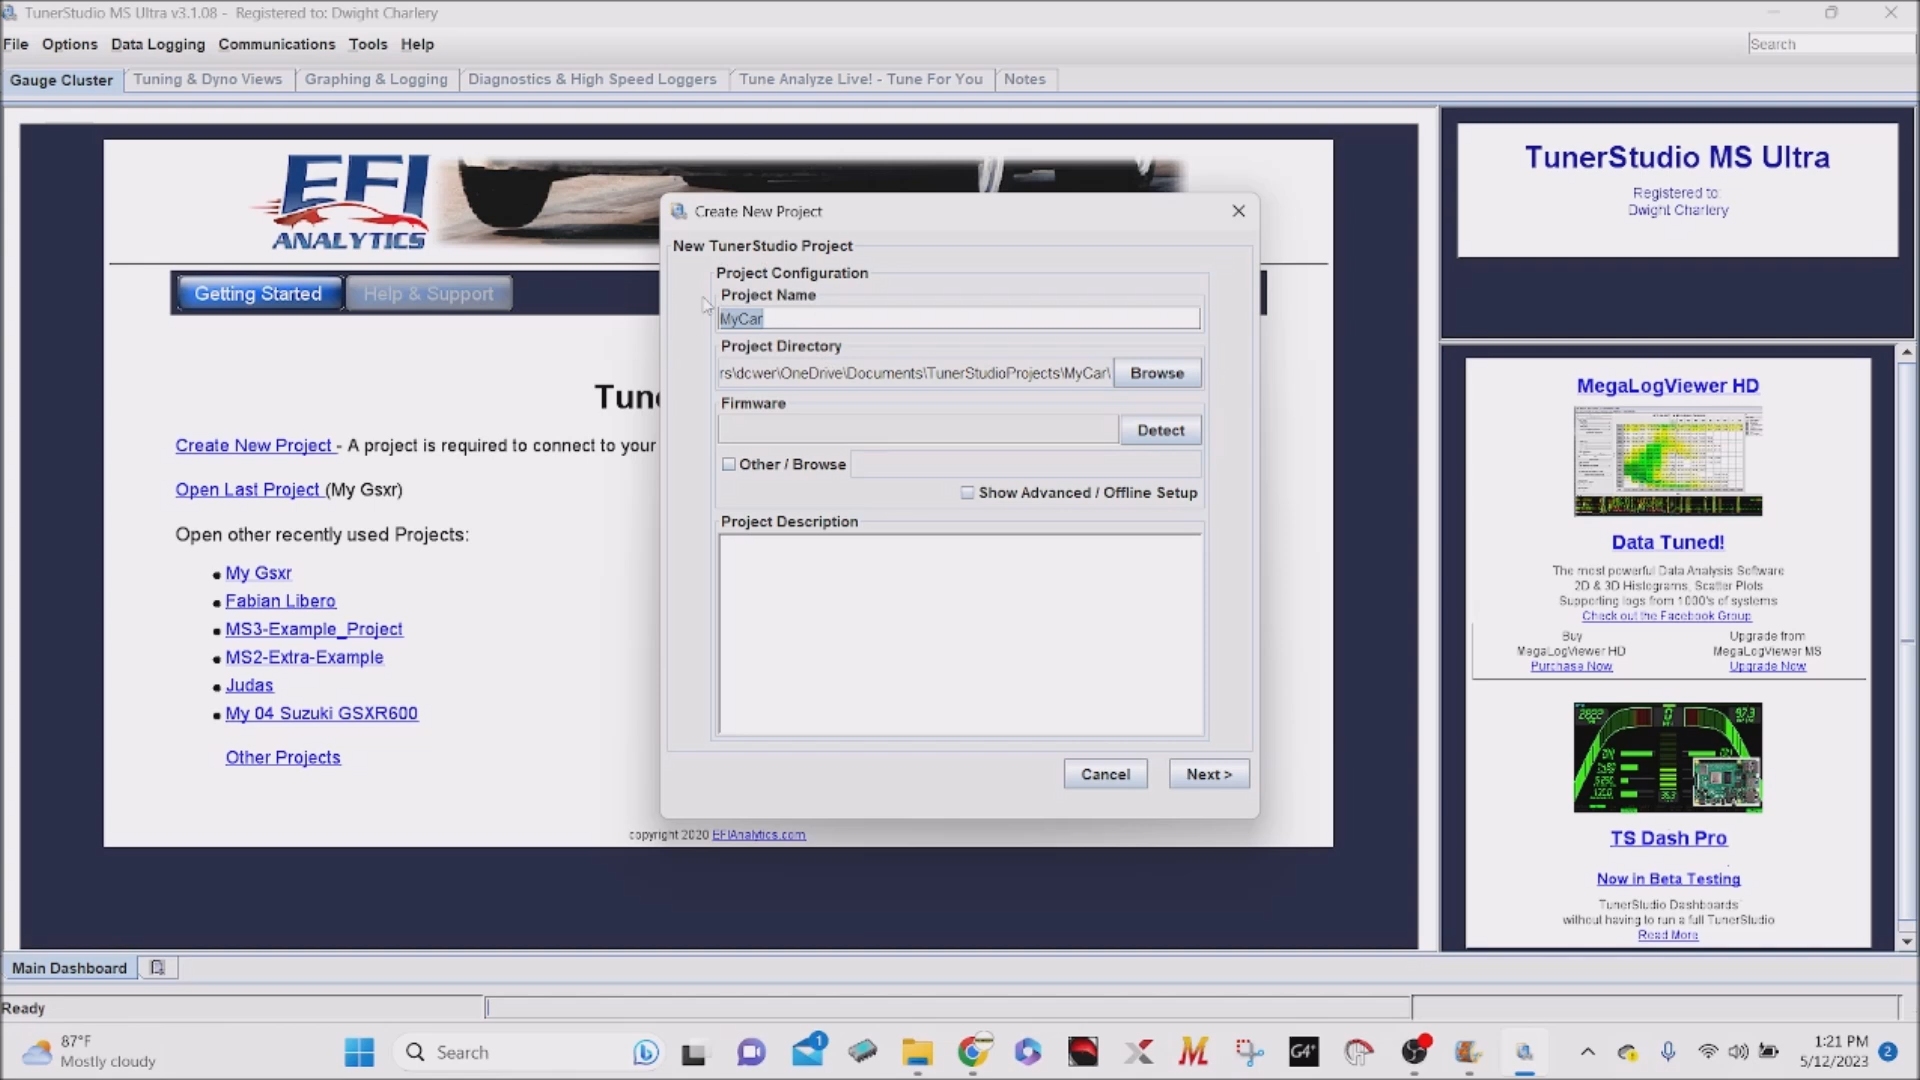 TunerStudio MS Ultra v3.1.08 - Registered to: Dwight Charlery
File Options Data Logging Communications Tools Help
Search
Gauge Cluster Tuning & Dyno Views Graphing & Logging Diagnostics & High Speed Loggers Tune Analyze Live! - Tune For You Notes
EFI
ANALYTICS
Getting Started Help & Support
Create New Project - A project is required to connect to your
Open Last Project (My Gsxr)
Open other recently used Projects:
My Gsxr
Fabian Libero
MS3-Example_Project
MS2-Extra-Example
Judas
My 04 Suzuki GSXR600
Other Projects
copyright 2020 EFIAnalytics.com
Create New Project
New TunerStudio Project
Project Configuration
Project Name
MyCar
Project Directory
rs\dcwer\OneDrive\Documents\TunerStudioProjects\MyCar\ Browse
Firmware
Detect
Other / Browse
Show Advanced / Offline Setup
Project Description
Cancel Next >
TunerStudio MS Ultra
Registered to:
Dwight Charlery
MegaLogViewer HD
Data Tuned!
The most powerful Data Analysis Software
2D & 3D Histograms, Scatter Plots
Supporting logs from 1000's of systems
Check out the Facebook Group
Buy
MegaLogViewer HD
Purchase Now
Upgrade from
MegaLogViewer MS
Upgrade Now
TS Dash Pro
Now in Beta Testing
TunerStudio Dashboards
without having to run a full TunerStudio
Read More
Main Dashboard
Ready
87°F
Mostly cloudy
Search
1
G4+
1:21 PM
5/12/2023
2